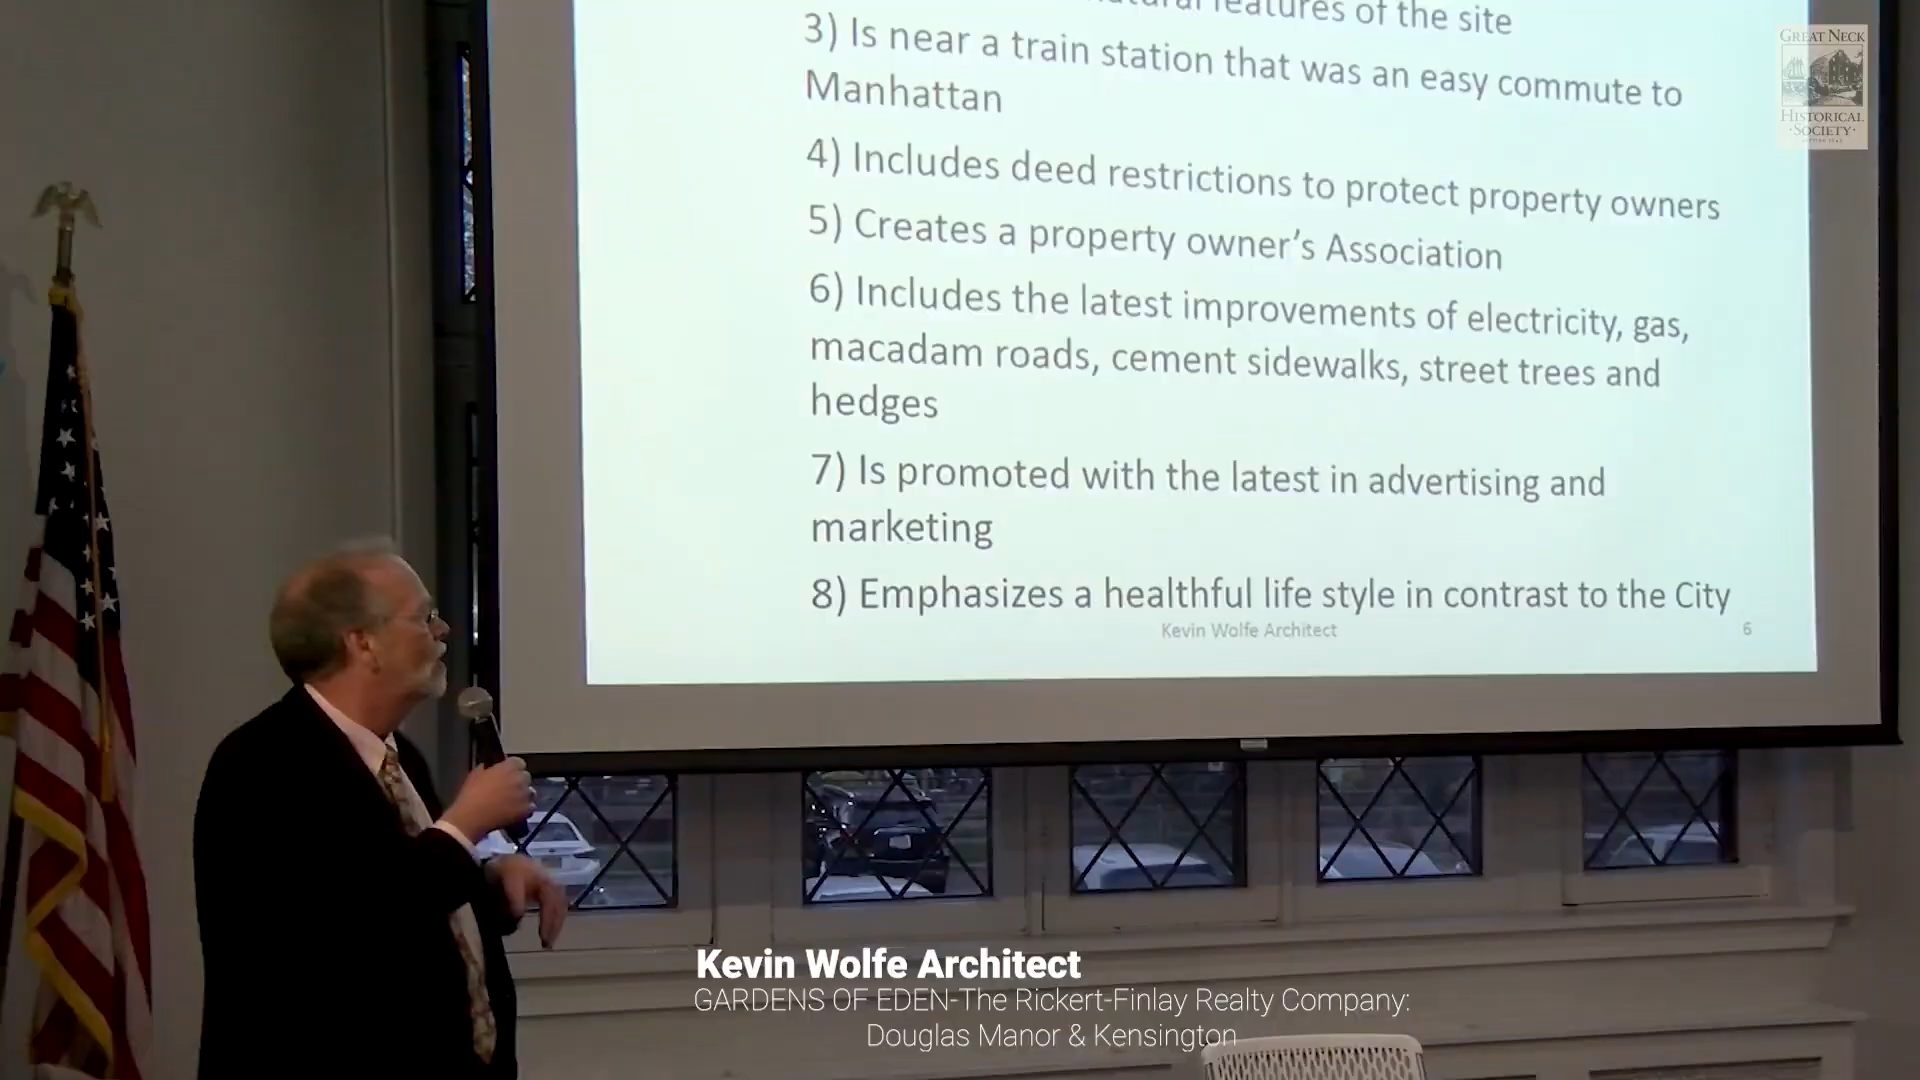 features of the site
3) Is near a train station that was an easy commute to
Manhattan
4) Includes deed restrictions to protect property owners
5) Creates a property owner's Association
6) Includes the latest improvements of electricity, gas,
macadam roads, cement sidewalks, street trees and
hedges
7) Is promoted with the latest in advertising and
marketing
8) Emphasizes a healthful life style in contrast to the City
Kevin Wolfe Architect
6
GREAT NECK
HISTORICAL
·SOCIETY·
Kevin Wolfe Architect
GARDENS OF EDEN-The Rickert-Finlay Realty Company:
Douglas Manor & Kensington